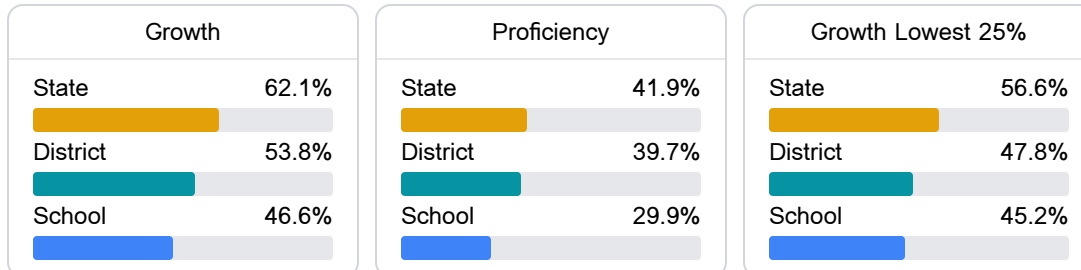 Growth
State 62.1%
District 53.8%
School 46.6%
Proficiency
State 41.9%
District 39.7%
School 29.9%
Growth Lowest 25%
State 56.6%
District 47.8%
School 45.2%